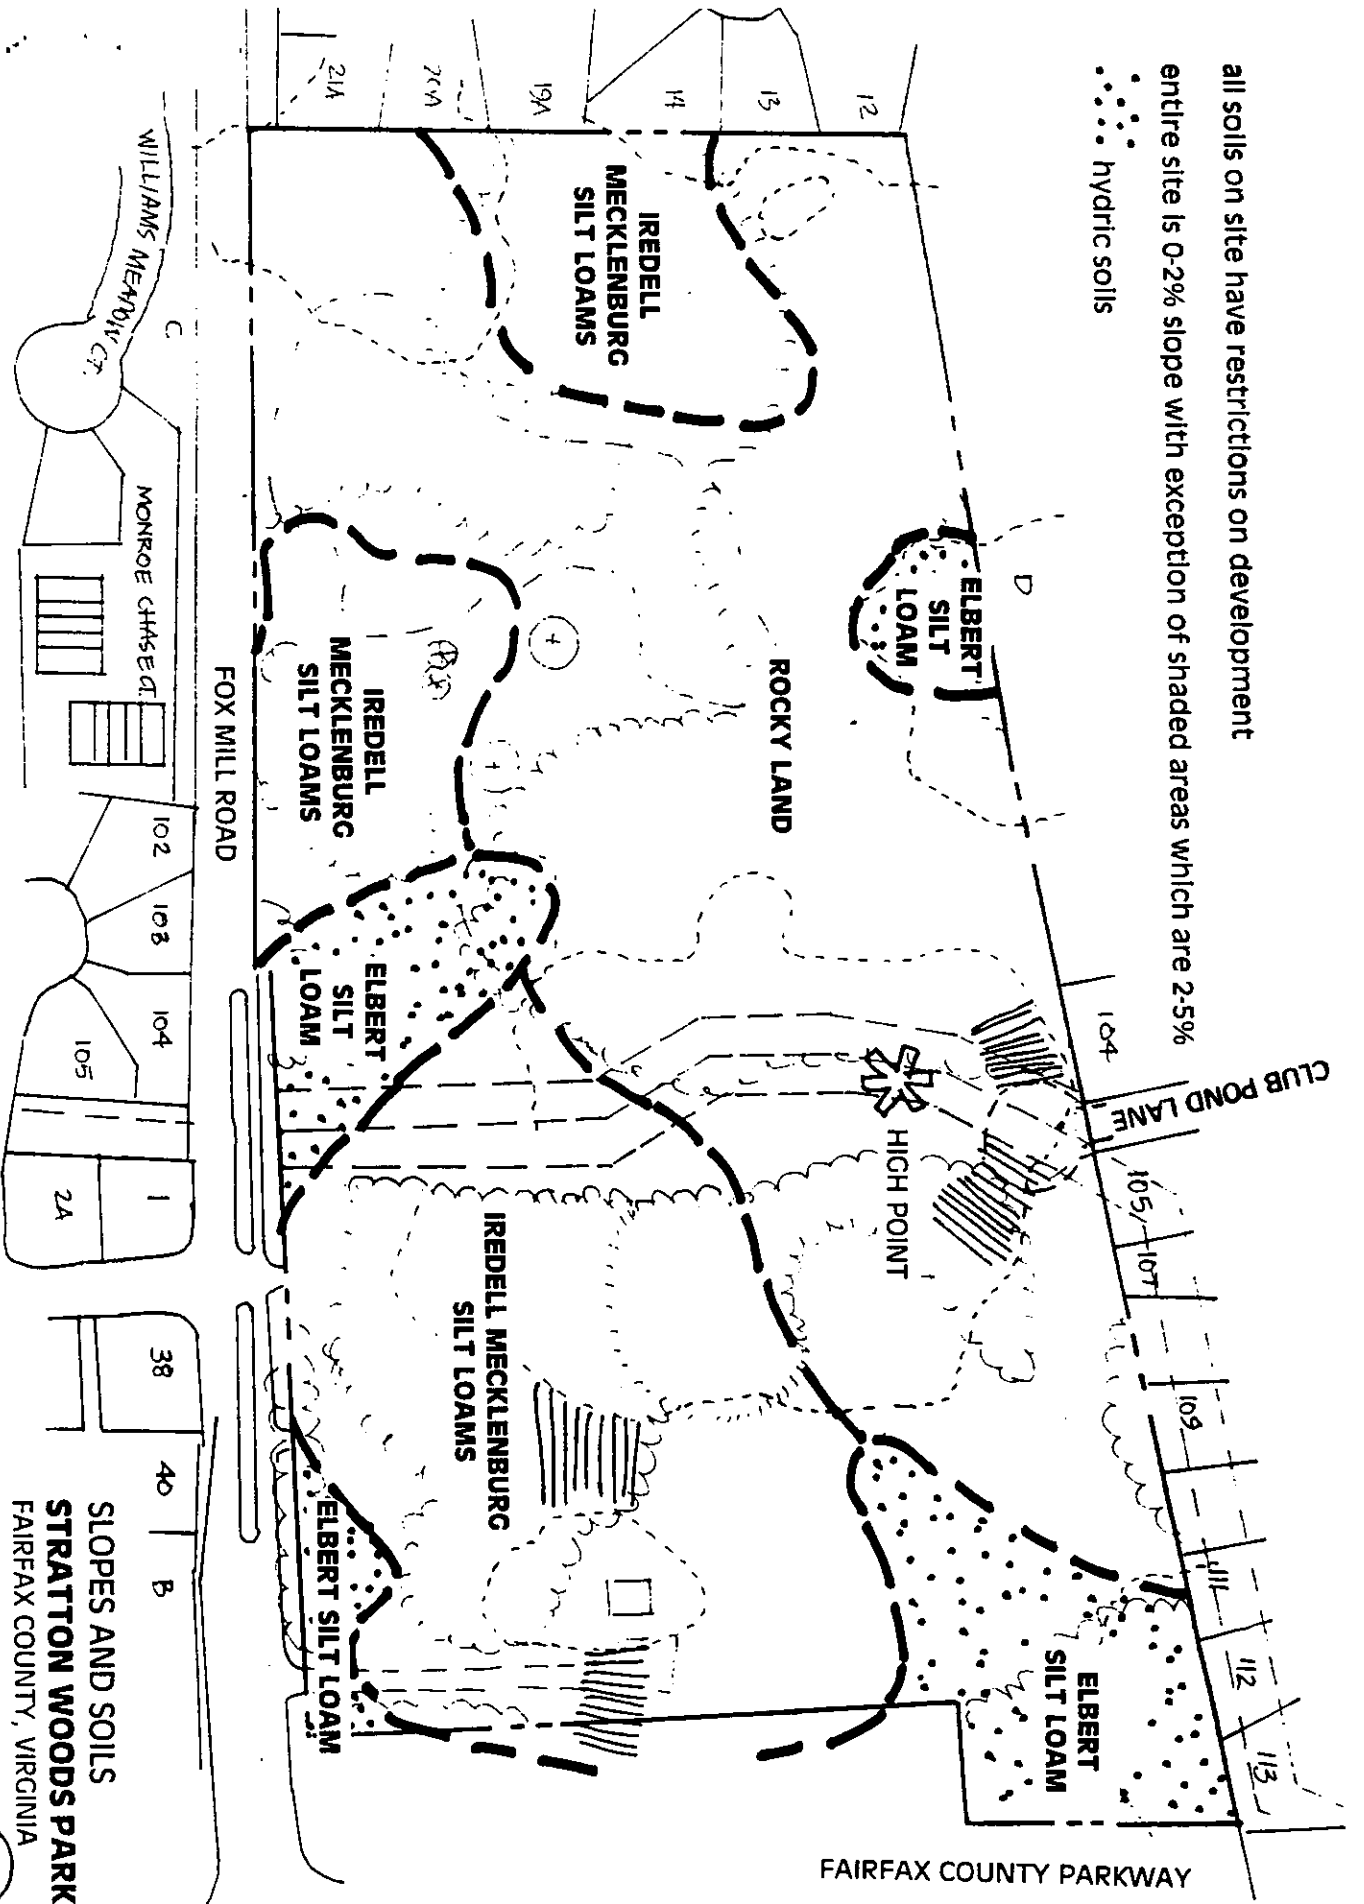 all soils on site have restrictions on development
entire site is 0-2% slope with exception of shaded areas which are 2-5%
hydric soils
12
13
14
19A
20A
21A
IREDELL
MECKLENBURG
SILT LOAMS
D
ELBERT
SILT
LOAM
ROCKY LAND
IREDELL
MECKLENBURG
SILT LOAMS
ELBERT
SILT
LOAM
104
CLUB POND LANE
105
107
109
111
112
113
HIGH POINT
IREDELL MECKLENBURG
SILT LOAMS
ELBERT
SILT LOAM
ELBERT SILT LOAM
FAIRFAX COUNTY PARKWAY
FOX MILL ROAD
WILLIAMS MEADOW CT.
C
MONROE CHASE CT.
102
103
104
105
1
2A
38
40
B
SLOPES AND SOILS
STRATTON WOODS PARK
FAIRFAX COUNTY, VIRGINIA